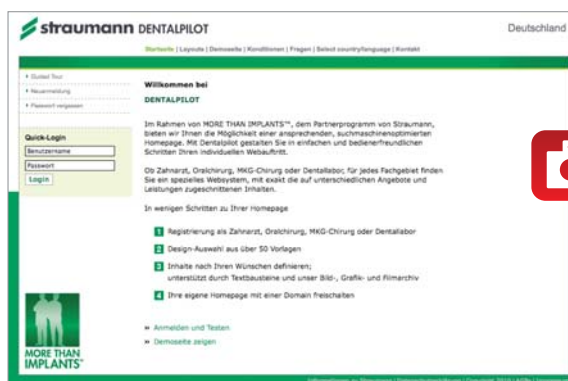 straumann DENTALPILOT
Deutschland
Startseite | Layouts | Demoseite | Konditionen | Fragen | Select country/language | Kontakt
Guided Tour
Neuanmeldung
Passwort vergessen
Quick-Login
Benutzername
Passwort
Login
Willkommen bei
DENTALPILOT
Im Rahmen von MORE THAN IMPLANTS™, dem Partnerprogramm von Straumann,
bieten wir Ihnen die Möglichkeit einer ansprechenden, suchmaschinenoptimierten
Homepage. Mit Dentalpilot gestalten Sie in einfachen und bedienerfreundlichen
Schritten Ihren individuellen Webauftritt.
Ob Zahnarzt, Oralchirurg, MKG-Chirurg oder Dentallabor, für jedes Fachgebiet finden
Sie ein spezielles Websystem, mit exakt die auf unterschiedlichen Angebote und
Leistungen zugeschnittenen Inhalten.
In wenigen Schritten zu Ihrer Homepage
1 Registrierung als Zahnarzt, Oralchirurg, MKG-Chirurg oder Dentallabor
2 Design-Auswahl aus über 50 Vorlagen
3 Inhalte nach Ihren Wünschen definieren;
unterstützt durch Textbausteine und unser Bild-, Grafik- und Filmarchiv
4 Ihre eigene Homepage mit einer Domain freischalten
» Anmelden und Testen
» Demoseite zeigen
MORE THAN
IMPLANTS™